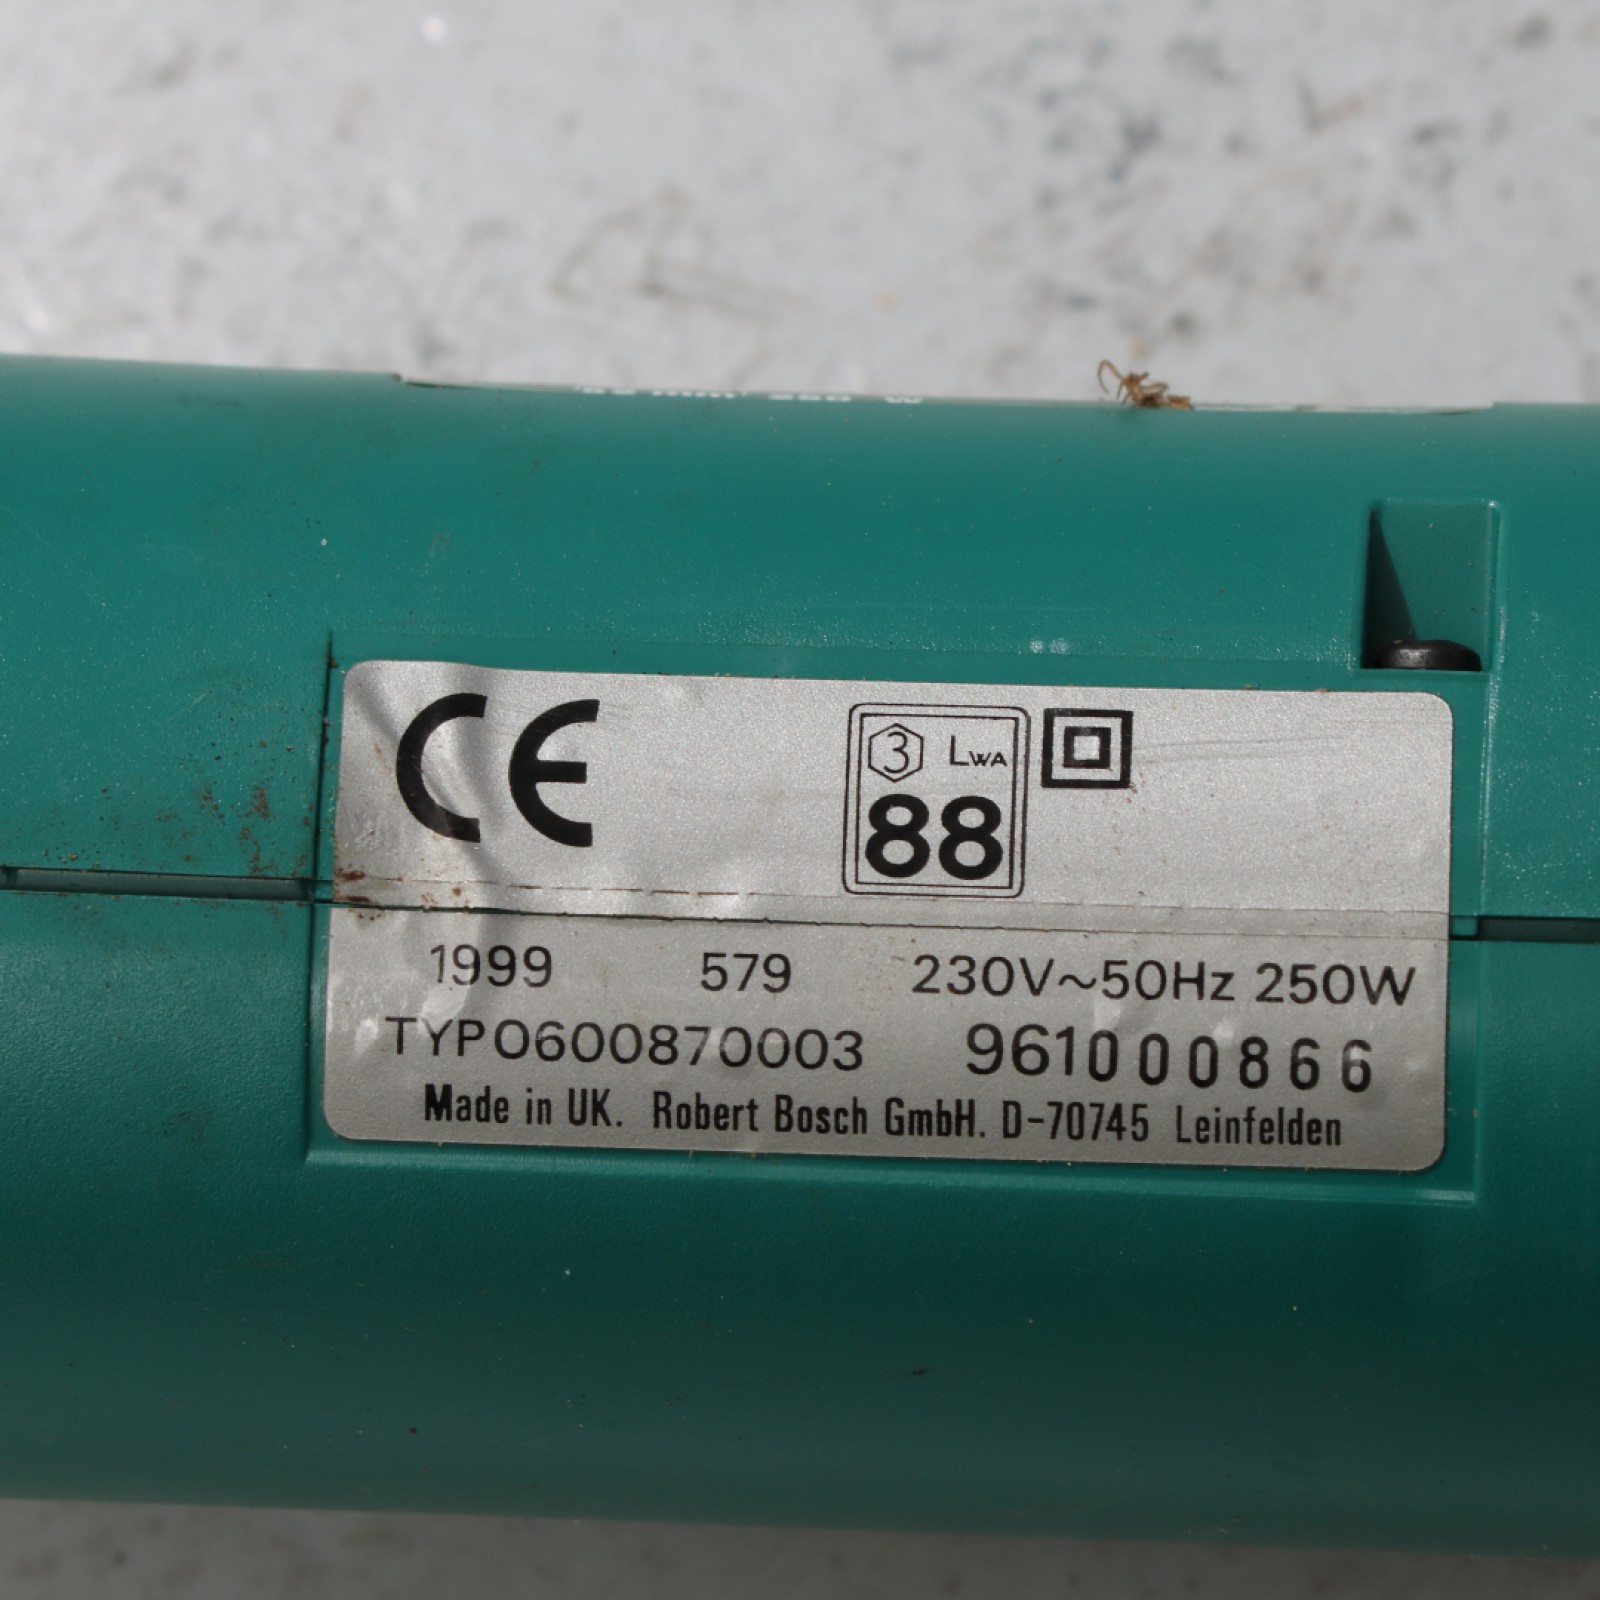 250 W
CE
3 LWA
88
1999 579 230V~50Hz 250W
TYP0600870003 961000866
Made in UK. Robert Bosch GmbH. D-70745 Leinfelden